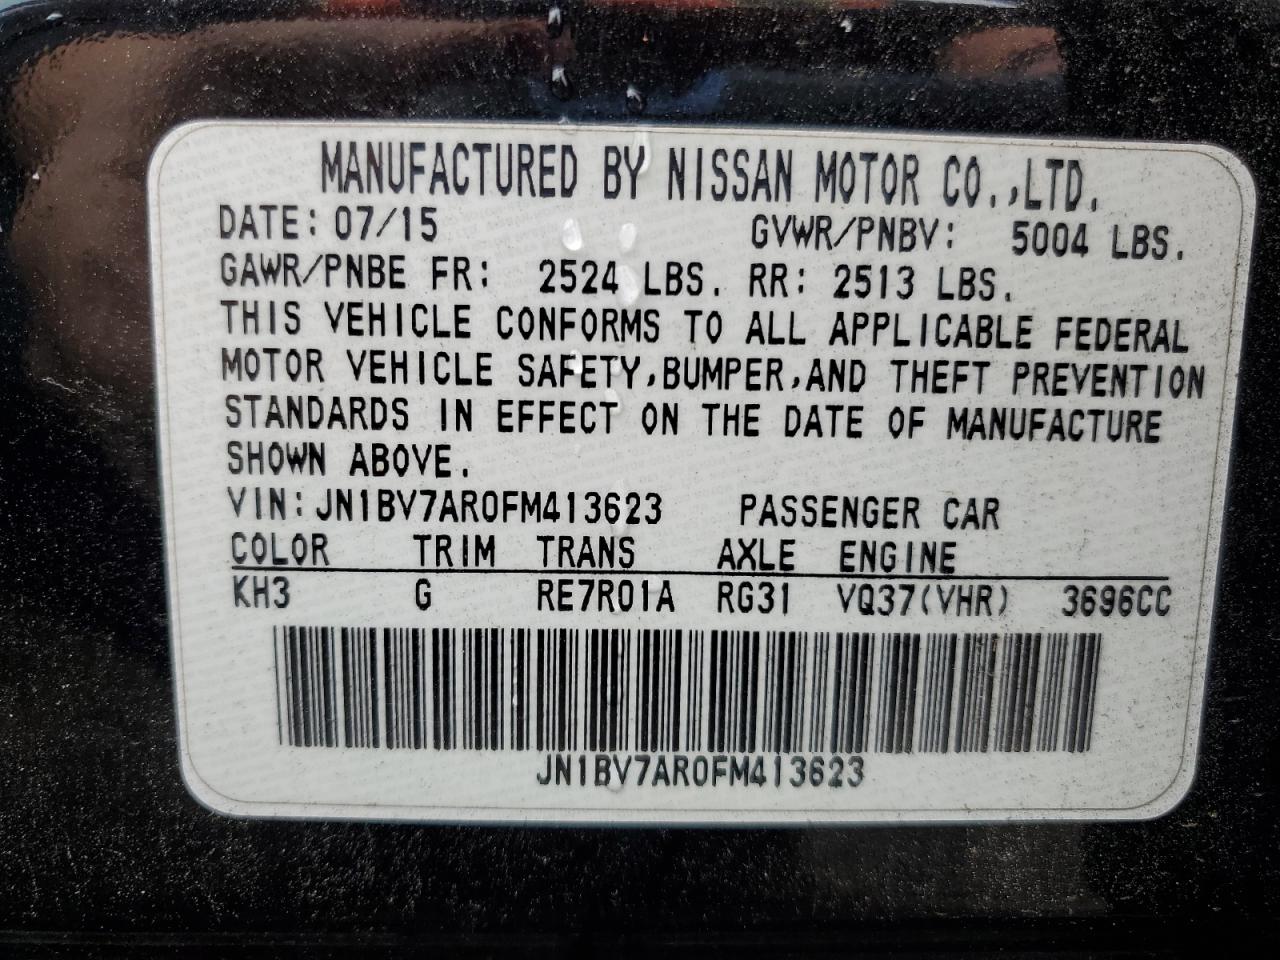 MANUFACTURED BY NISSAN MOTOR CO.,LTD.
DATE: 07/15 GVWR/PNBV: 5004 LBS.
GAWR/PNBE FR: 2524 LBS. RR: 2513 LBS.
THIS VEHICLE CONFORMS TO ALL APPLICABLE FEDERAL
MOTOR VEHICLE SAFETY,BUMPER,AND THEFT PREVENTION
STANDARDS IN EFFECT ON THE DATE OF MANUFACTURE
SHOWN ABOVE.
VIN:JN1BV7AR0FM413623 PASSENGER CAR
COLOR TRIM TRANS AXLE ENGINE
KH3 G RE7R01A RG31 VQ37(VHR) 3696CC
JN1BV7AR0FM413623